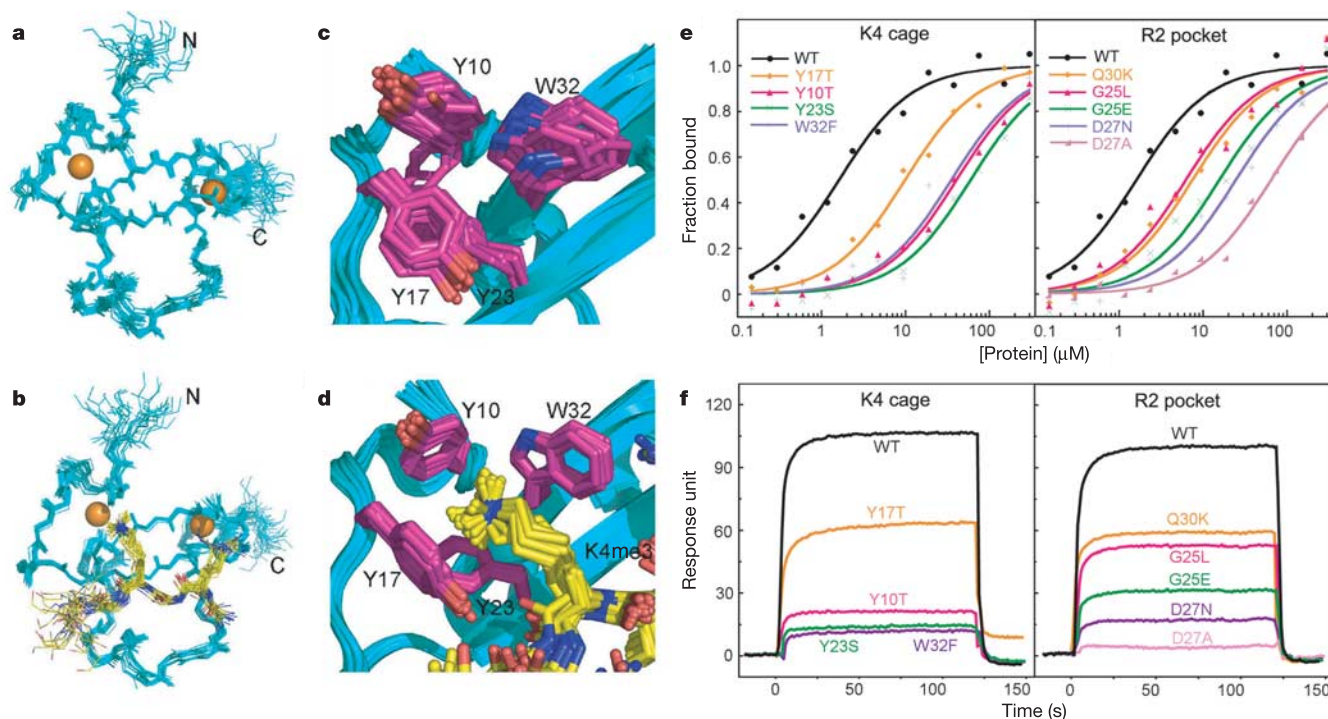 a
N
C
b
N
C
c
Y10
W32
Y17
Y23
d
Y10
W32
K4me3
Y17
Y23
e
K4 cage
R2 pocket
WT
Y17T
Y10T
Y23S
W32F
WT
Q30K
G25L
G25E
D27N
D27A
Fraction bound
1.0
0.8
0.6
0.4
0.2
0
0.1
1
10
100
0.1
1
10
100
[Protein] (μM)
f
K4 cage
R2 pocket
Response unit
120
90
60
30
0
WT
Y17T
Y10T
Y23S
W32F
WT
Q30K
G25L
G25E
D27N
D27A
0
50
100
150
0
50
100
150
Time (s)